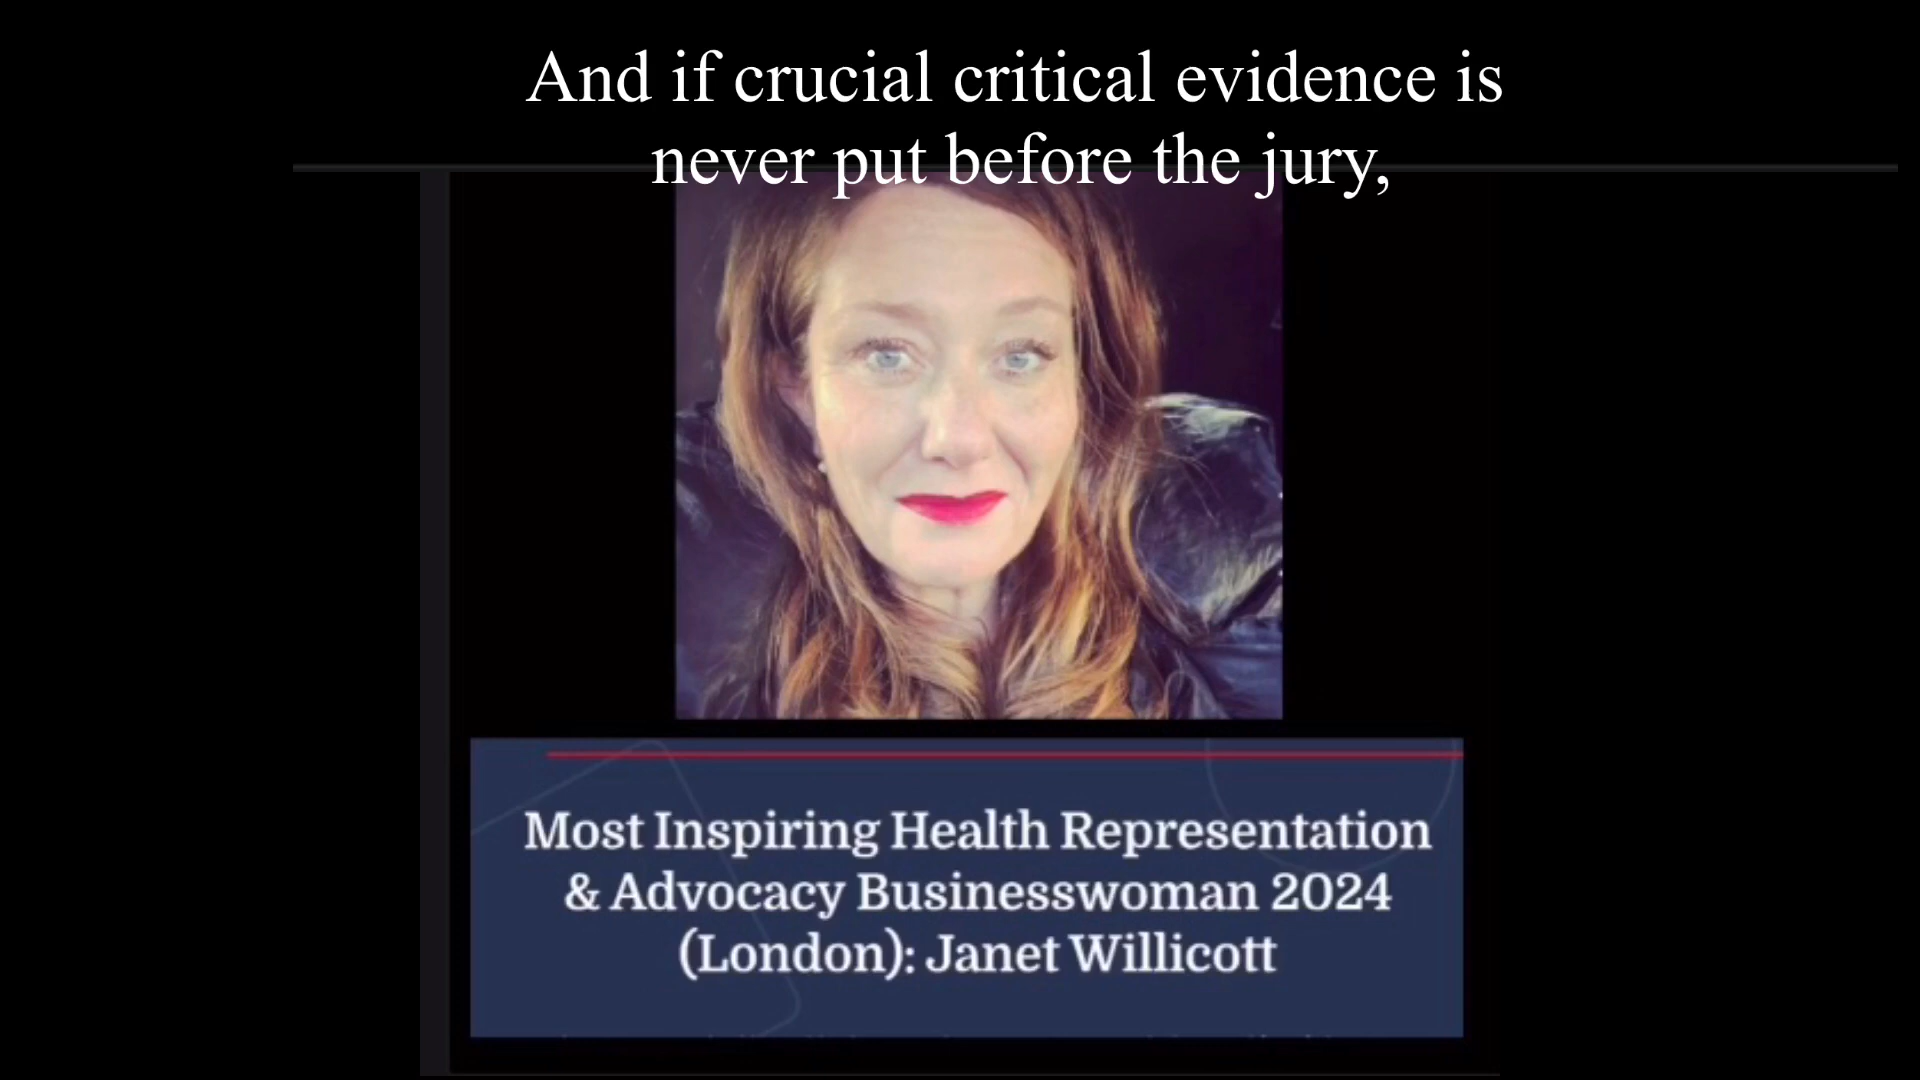 And if crucial critical evidence is
never put before the jury,
Most Inspiring Health Representation
& Advocacy Businesswoman 2024
(London): Janet Willicott